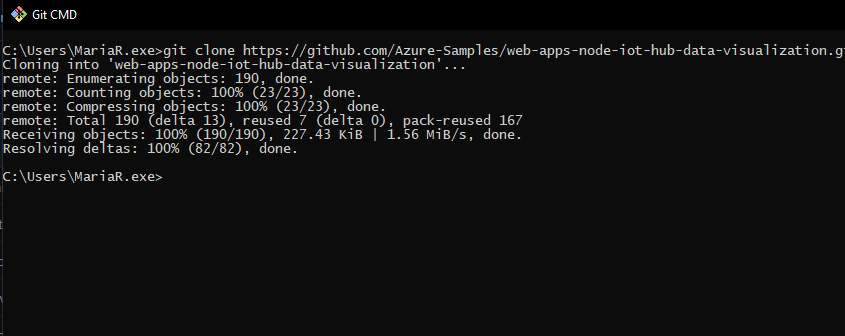 Git CMD
C:\Users\MariaR.exe>git clone https://github.com/Azure-Samples/web-apps-node-iot-hub-data-visualization.gi
Cloning into 'web-apps-node-iot-hub-data-visualization'...
remote: Enumerating objects: 190, done.
remote: Counting objects: 100% (23/23), done.
remote: Compressing objects: 100% (23/23), done.
remote: Total 190 (delta 13), reused 7 (delta 0), pack-reused 167
Receiving objects: 100% (190/190), 227.43 KiB | 1.56 MiB/s, done.
Resolving deltas: 100% (82/82), done.
C:\Users\MariaR.exe>